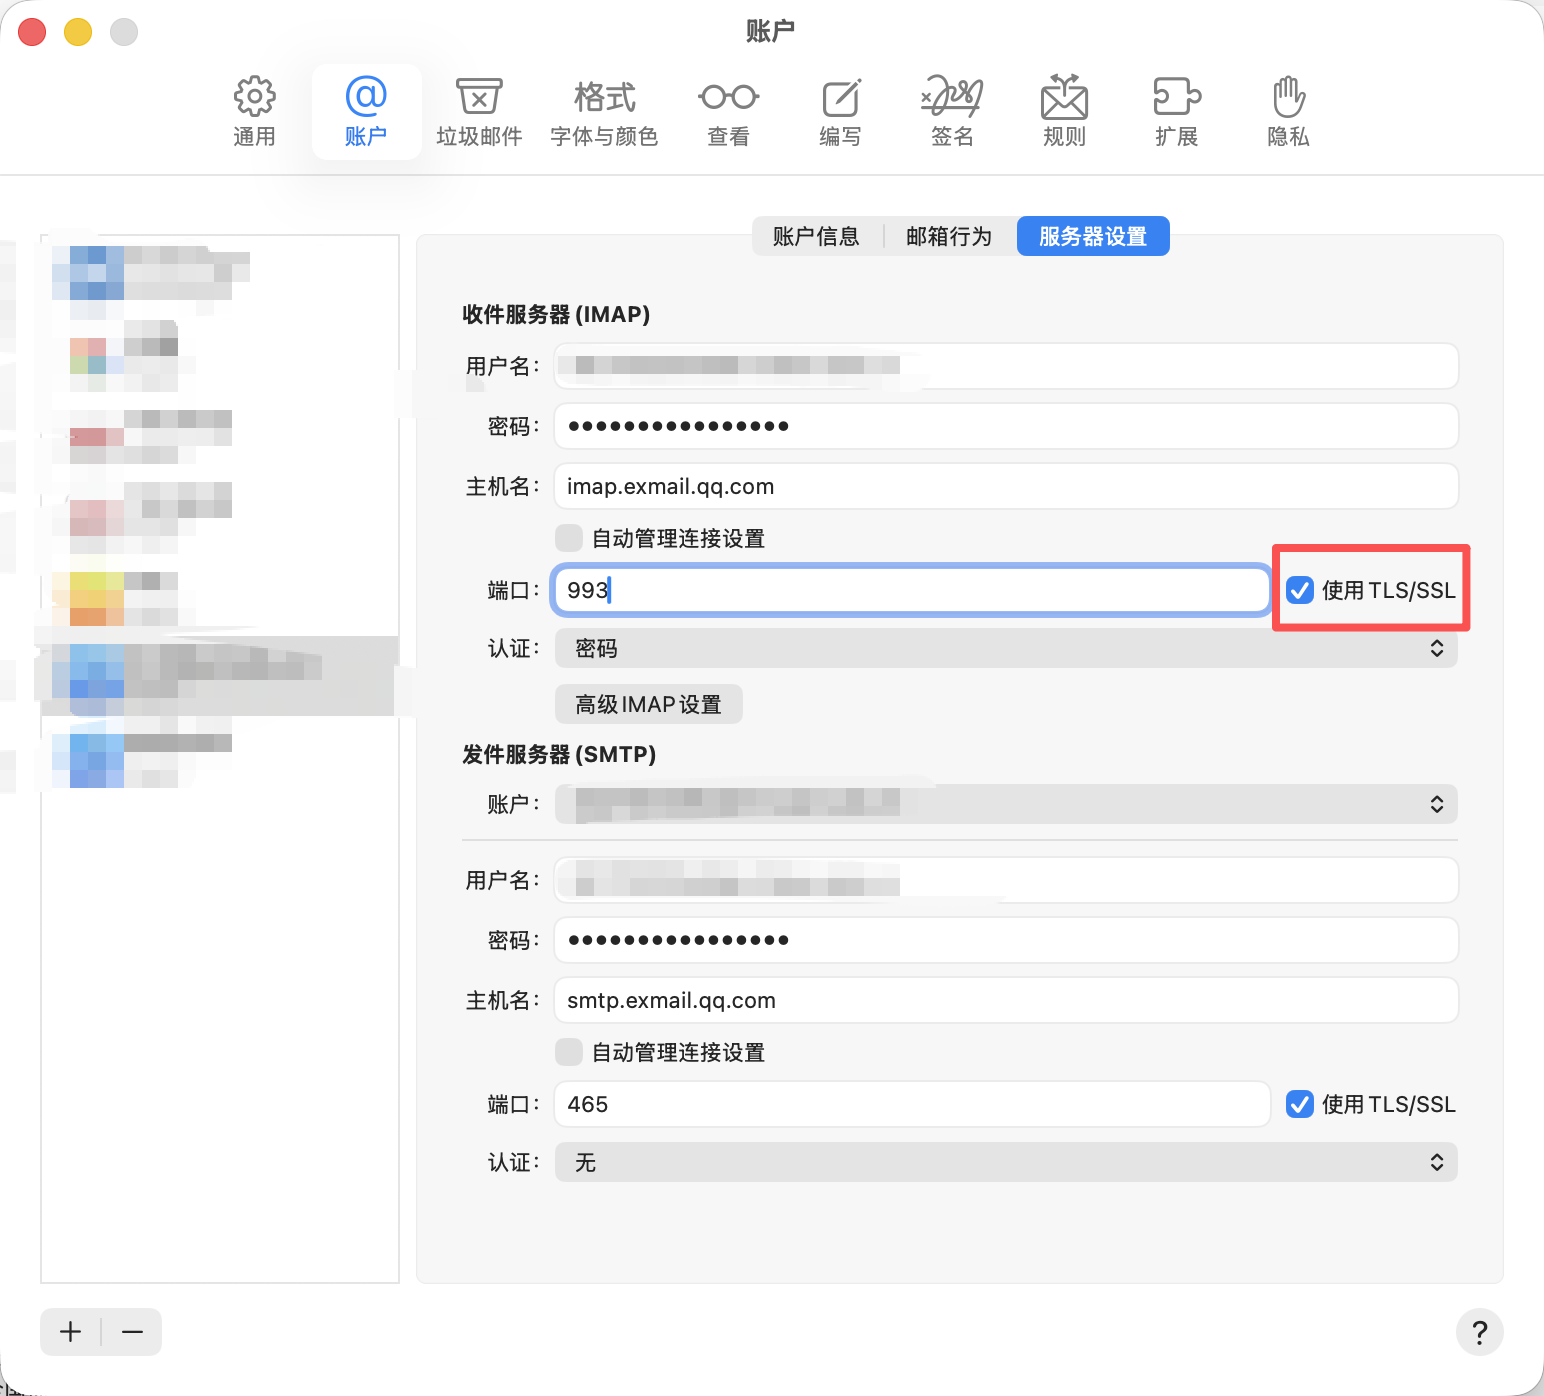 账户
通用
账户
垃圾邮件
格式
字体与颜色
查看
编写
签名
规则
扩展
隐私
账户信息
邮箱行为
服务器设置
收件服务器 (IMAP)
用户名：
密码： ••••••••••••••••
主机名： imap.exmail.qq.com
自动管理连接设置
端口： 993 使用 TLS/SSL
认证： 密码
高级 IMAP 设置
发件服务器 (SMTP)
账户：
用户名：
密码： ••••••••••••••••
主机名： smtp.exmail.qq.com
自动管理连接设置
端口： 465 使用 TLS/SSL
认证： 无
?